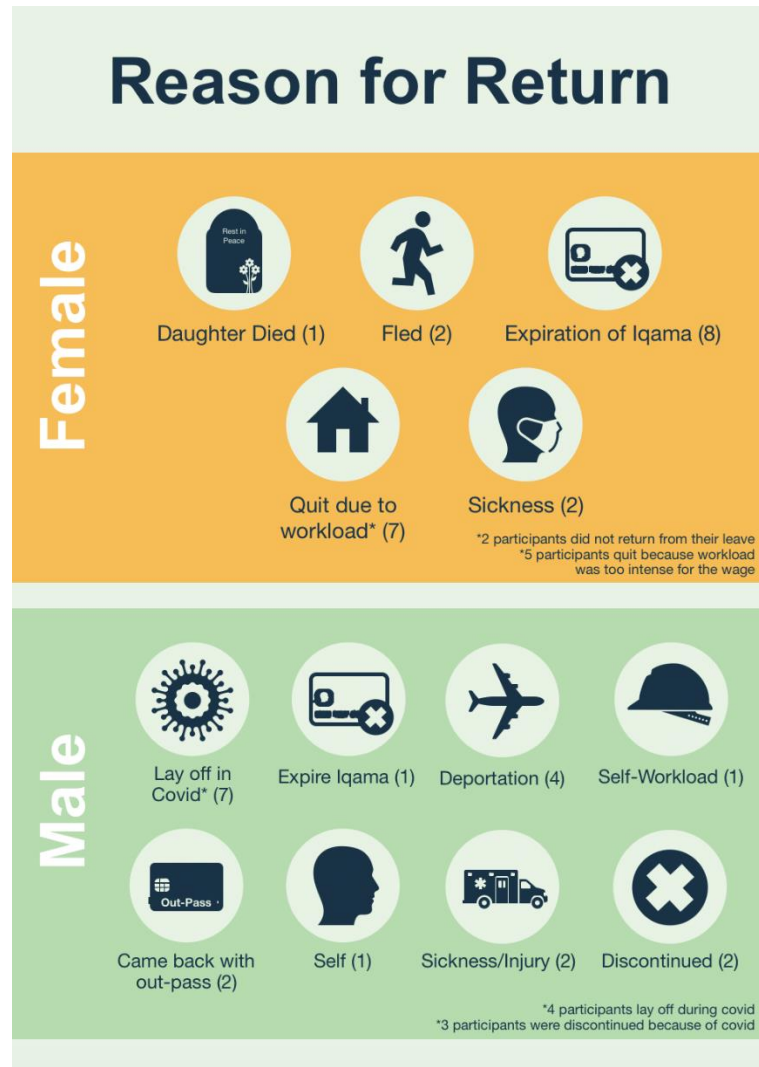 Reason for Return
Female
Rest in
Peace
Daughter Died (1)
Fled (2)
Expiration of Iqama (8)
Quit due to
workload* (7)
Sickness (2)
*2 participants did not return from their leave
*5 participants quit because workload
was too intense for the wage
Male
Lay off in
Covid* (7)
Expire Iqama (1)
Deportation (4)
Self-Workload (1)
Out-Pass
Came back with
out-pass (2)
Self (1)
Sickness/Injury (2)
Discontinued (2)
*4 participants lay off during covid
*3 participants were discontinued because of covid